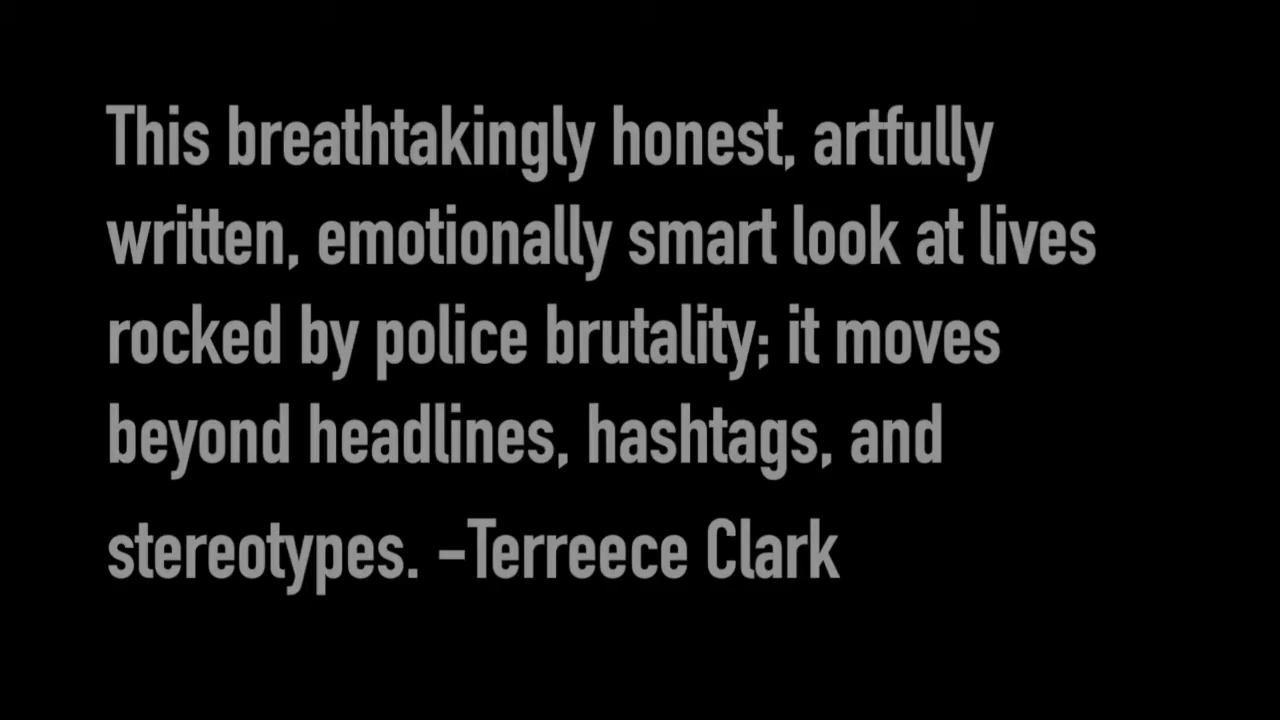 This breathtakingly honest, artfully
written, emotionally smart look at lives
rocked by police brutality; it moves
beyond headlines, hashtags, and
stereotypes. -Terreece Clark